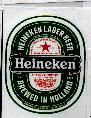 HEINEKEN LAGER BEER
Heineken
BREWED IN HOLLAND